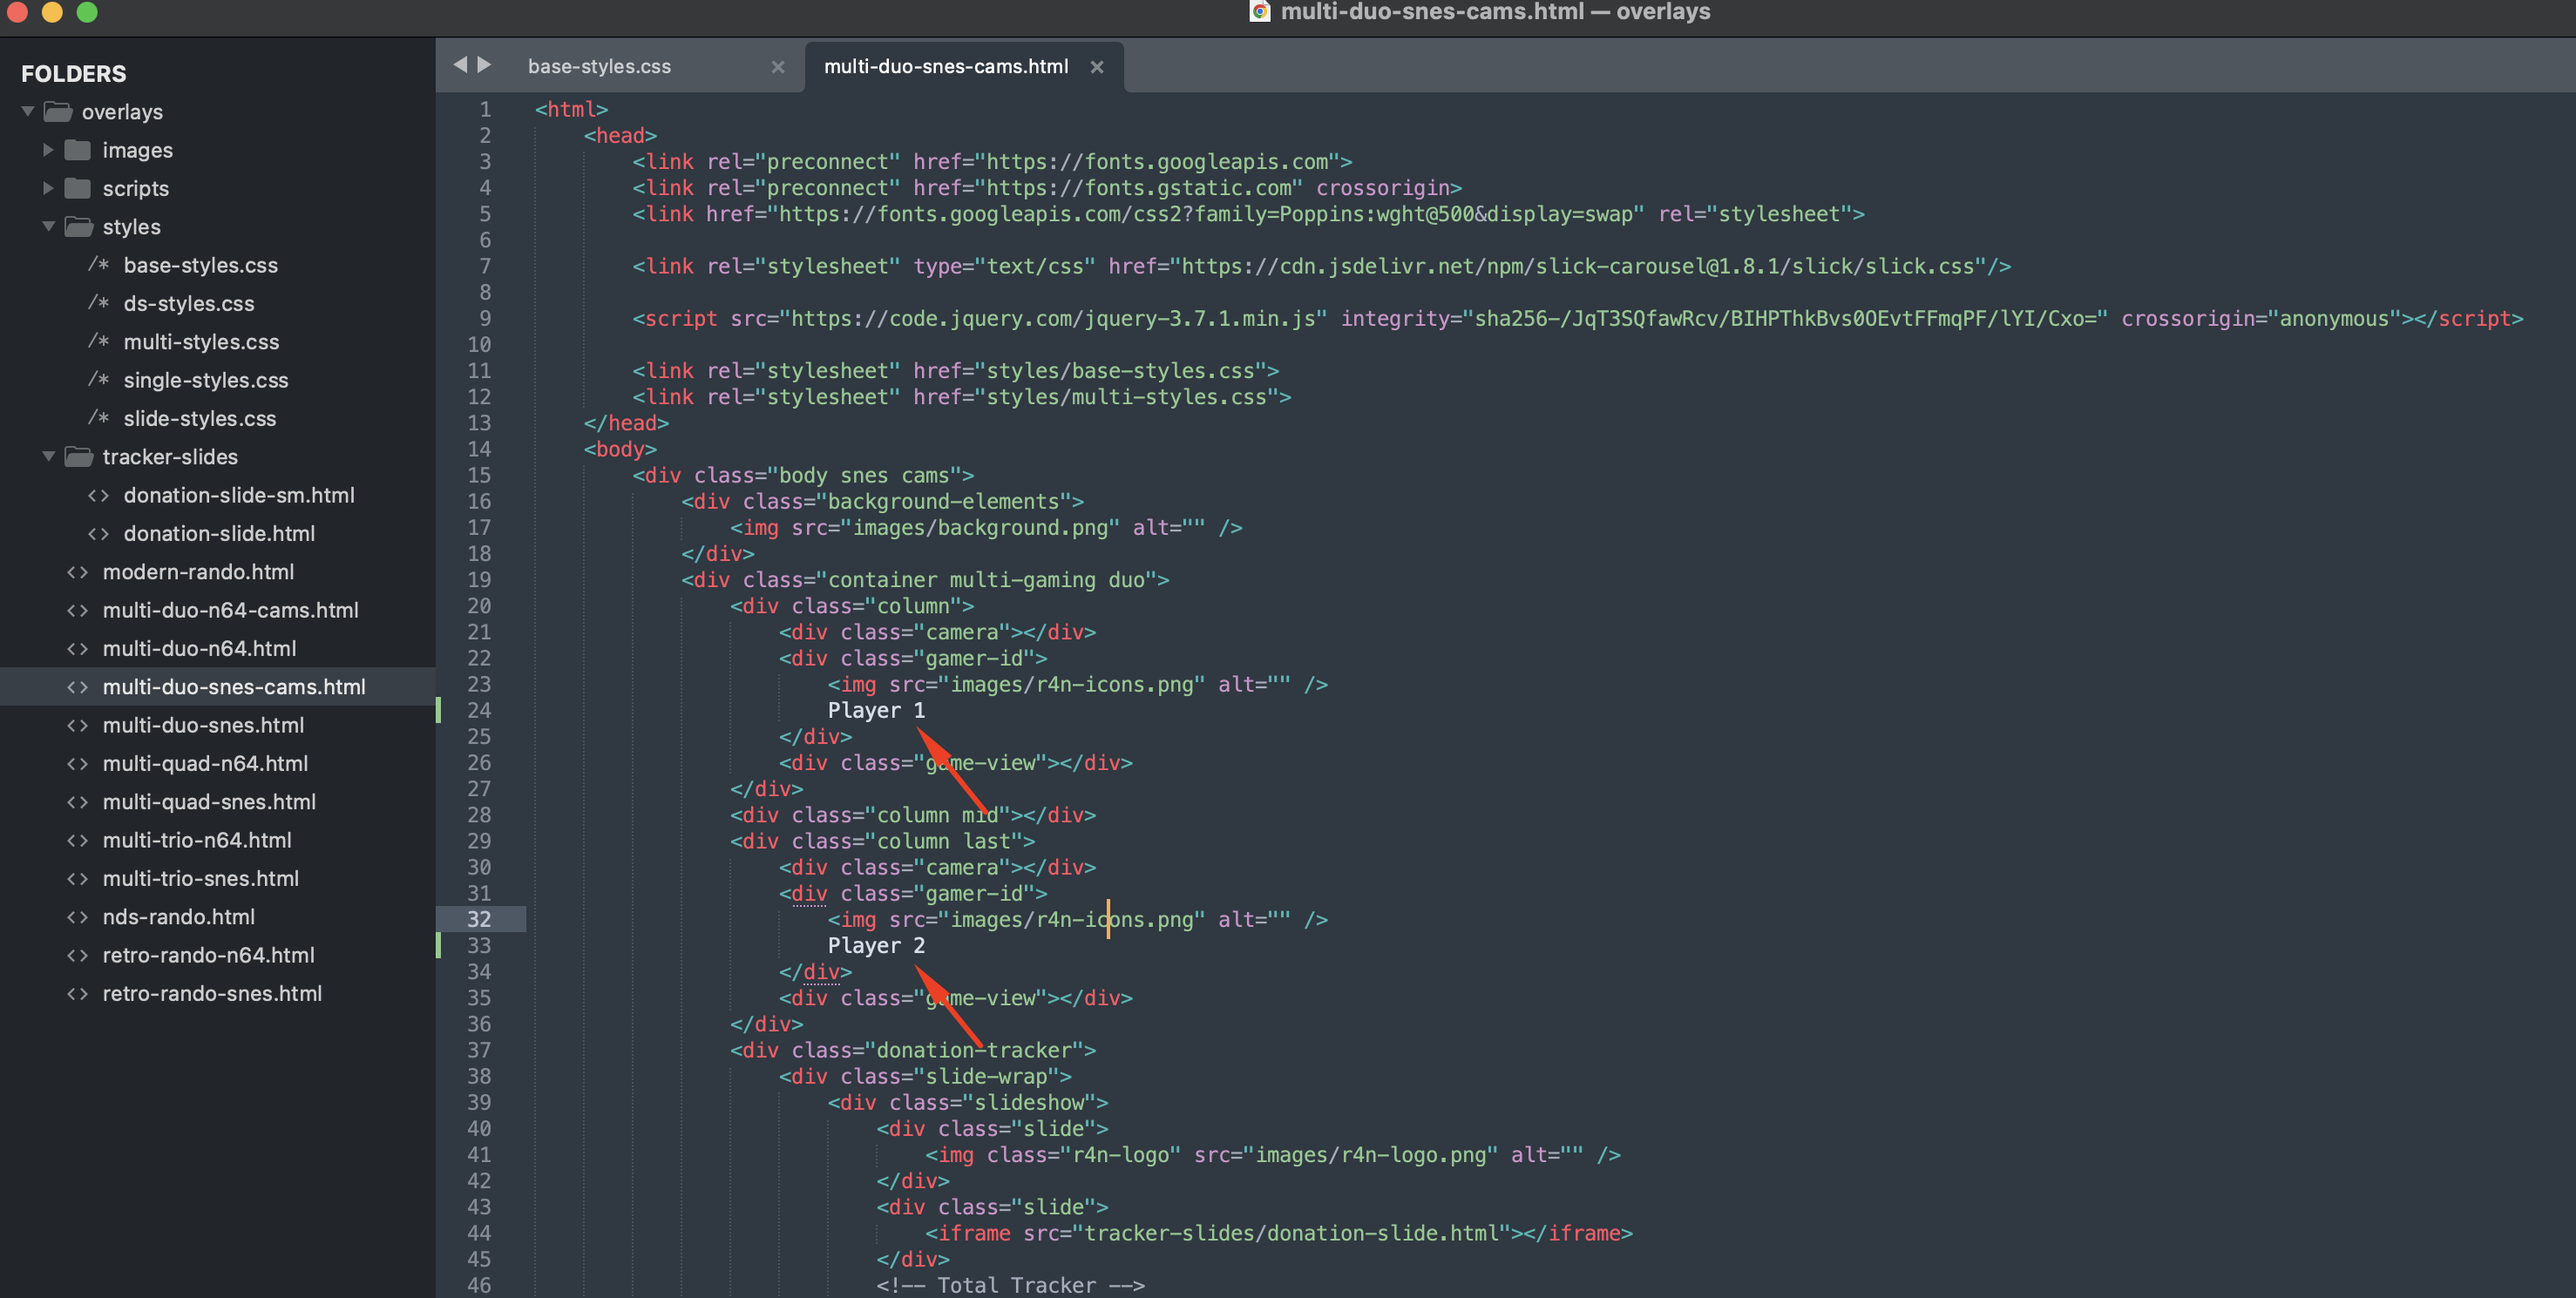 multi-duo-snes-cams.html — overlays
FOLDERS
overlays
images
scripts
styles
/* base-styles.css
/* ds-styles.css
/* multi-styles.css
/* single-styles.css
/* slide-styles.css
tracker-slides
<> donation-slide-sm.html
<> donation-slide.html
<> modern-rando.html
<> multi-duo-n64-cams.html
<> multi-duo-n64.html
<> multi-duo-snes-cams.html
<> multi-duo-snes.html
<> multi-quad-n64.html
<> multi-quad-snes.html
<> multi-trio-n64.html
<> multi-trio-snes.html
<> nds-rando.html
<> retro-rando-n64.html
<> retro-rando-snes.html
base-styles.css × multi-duo-snes-cams.html ×
1 <html>
2 <head>
3 <link rel="preconnect" href="https://fonts.googleapis.com">
4 <link rel="preconnect" href="https://fonts.gstatic.com" crossorigin>
5 <link href="https://fonts.googleapis.com/css2?family=Poppins:wght@500&display=swap" rel="stylesheet">
6
7 <link rel="stylesheet" type="text/css" href="https://cdn.jsdelivr.net/npm/slick-carousel@1.8.1/slick/slick.css"/>
8
9 <script src="https://code.jquery.com/jquery-3.7.1.min.js" integrity="sha256-/JqT3SQfawRcv/BIHPThkBvs0OEvtFFmqPF/lYI/Cxo=" crossorigin="anonymous"></script>
10
11 <link rel="stylesheet" href="styles/base-styles.css">
12 <link rel="stylesheet" href="styles/multi-styles.css">
13 </head>
14 <body>
15 <div class="body snes cams">
16 <div class="background-elements">
17 <img src="images/background.png" alt="" />
18 </div>
19 <div class="container multi-gaming duo">
20 <div class="column">
21 <div class="camera"></div>
22 <div class="gamer-id">
23 <img src="images/r4n-icons.png" alt="" />
24 Player 1
25 </div>
26 <div class="game-view"></div>
27 </div>
28 <div class="column mid"></div>
29 <div class="column last">
30 <div class="camera"></div>
31 <div class="gamer-id">
32 <img src="images/r4n-icons.png" alt="" />
33 Player 2
34 </div>
35 <div class="game-view"></div>
36 </div>
37 <div class="donation-tracker">
38 <div class="slide-wrap">
39 <div class="slideshow">
40 <div class="slide">
41 <img class="r4n-logo" src="images/r4n-logo.png" alt="" />
42 </div>
43 <div class="slide">
44 <iframe src="tracker-slides/donation-slide.html"></iframe>
45 </div>
46 <!-- Total Tracker -->